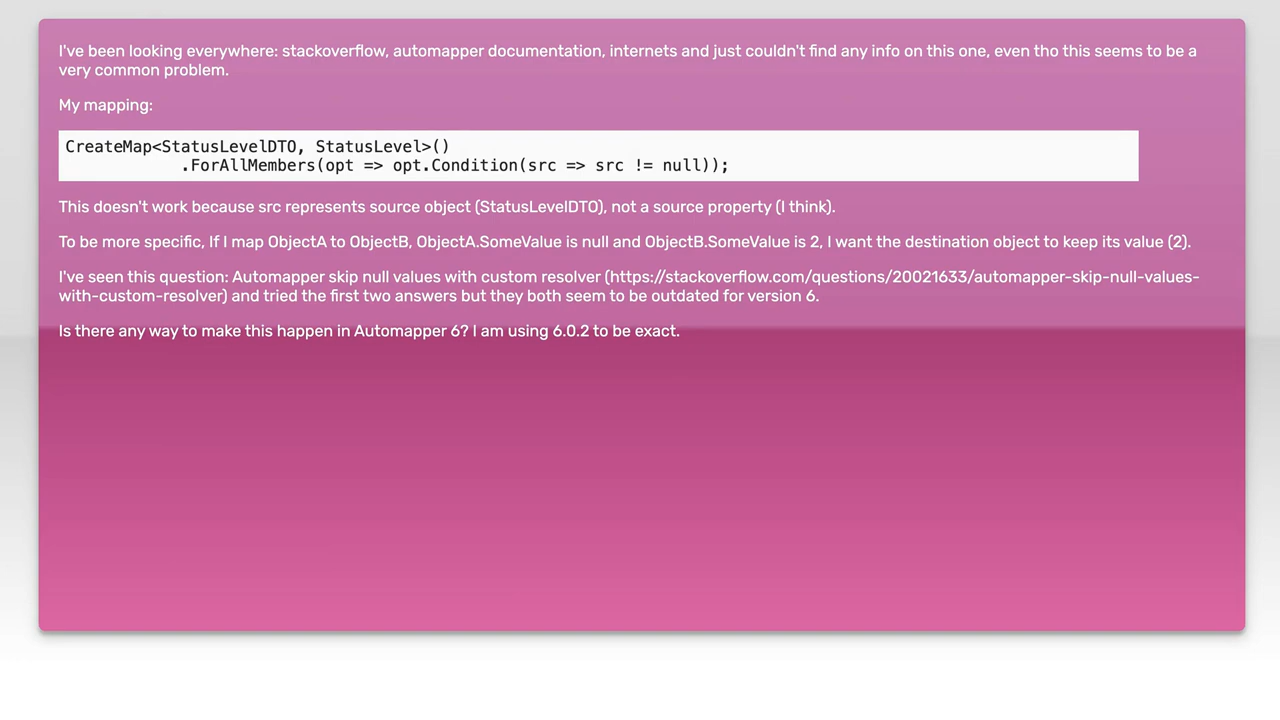 I've been looking everywhere: stackoverflow, automapper documentation, internets and just couldn't find any info on this one, even tho this seems to be a
very common problem.
My mapping:
CreateMap<StatusLevelDTO, StatusLevel>()
            .ForAllMembers(opt => opt.Condition(src => src != null));
This doesn't work because src represents source object (StatusLevelDTO), not a source property (I think).
To be more specific, If I map ObjectA to ObjectB, ObjectA.SomeValue is null and ObjectB.SomeValue is 2, I want the destination object to keep its value (2).
I've seen this question: Automapper skip null values with custom resolver (https://stackoverflow.com/questions/20021633/automapper-skip-null-values-
with-custom-resolver) and tried the first two answers but they both seem to be outdated for version 6.
Is there any way to make this happen in Automapper 6? I am using 6.0.2 to be exact.